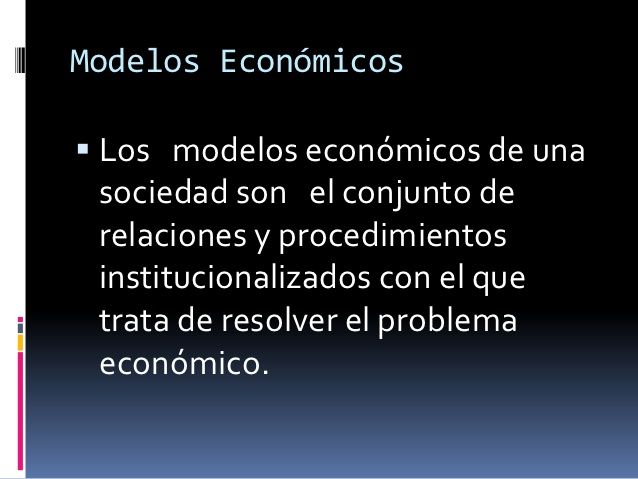 Modelos Económicos
▪ Los modelos económicos de una
sociedad son el conjunto de
relaciones y procedimientos
institucionalizados con el que
trata de resolver el problema
económico.